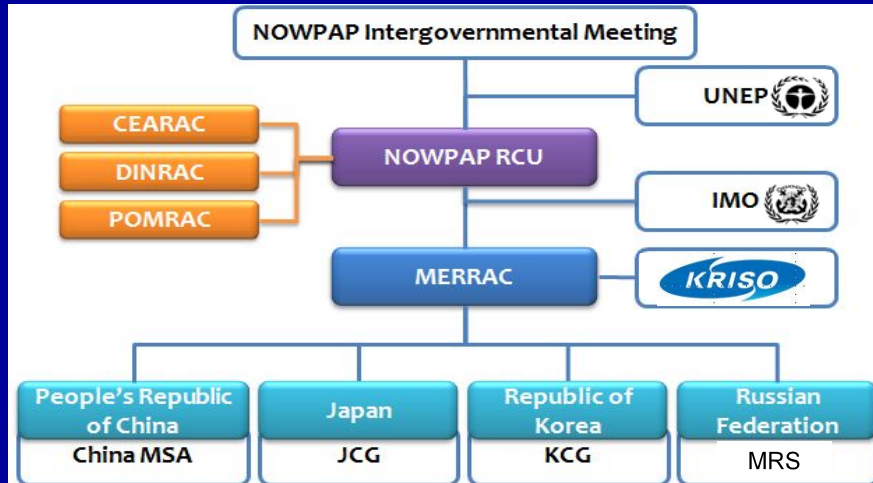 NOWPAP Intergovernmental Meeting
UNEP
CEARAC
DINRAC
POMRAC
NOWPAP RCU
IMO
MERRAC
KRISO
People's Republic
of China
China MSA
Japan
JCG
Republic of
Korea
KCG
Russian
Federation
MRS